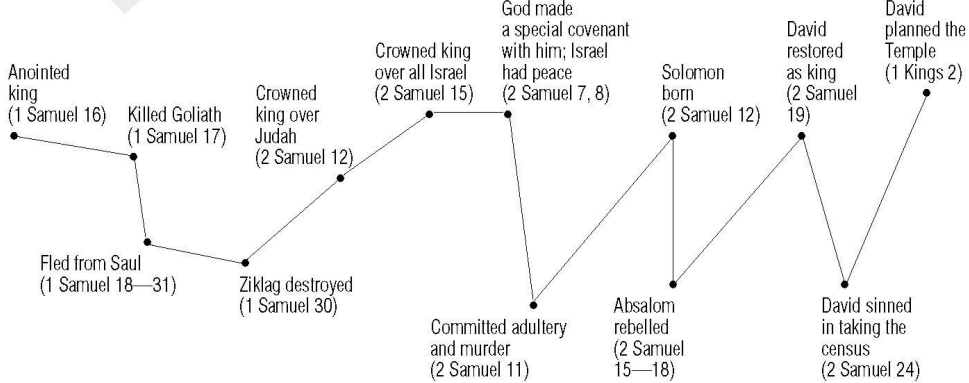 Anointed
king
(1 Samuel 16)
Killed Goliath
(1 Samuel 17)
Fled from Saul
(1 Samuel 18—31)
Ziklag destroyed
(1 Samuel 30)
Crowned
king over
Judah
(2 Samuel 12)
Crowned king
over all Israel
(2 Samuel 15)
God made
a special covenant
with him; Israel
had peace
(2 Samuel 7, 8)
Committed adultery
and murder
(2 Samuel 11)
Solomon
born
(2 Samuel 12)
Absalom
rebelled
(2 Samuel
15—18)
David
restored
as king
(2 Samuel
19)
David sinned
in taking the
census
(2 Samuel 24)
David
planned the
Temple
(1 Kings 2)